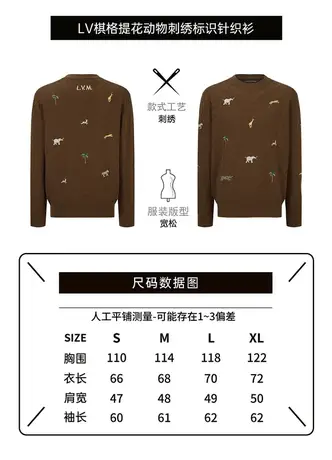 LV棋格提花动物刺绣标识针织衫
L.V.M.
款式工艺
刺绣
服装版型
宽松
尺码数据图
人工平铺测量-可能存在1~3偏差
SIZE S M L XL
胸围 110 114 118 122
衣长 66 68 70 72
肩宽 47 48 49 50
袖长 60 61 62 62